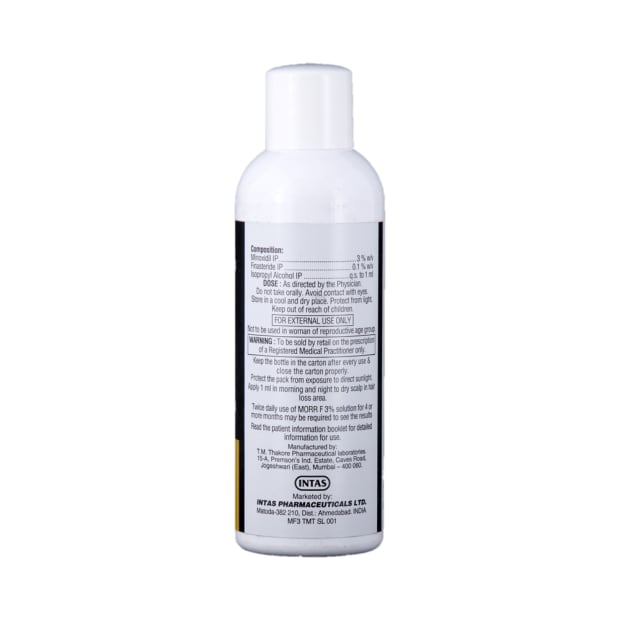 Composition:
Minoxidil IP ........................ 3 % w/v
Finasteride IP ..................... 0.1 % w/v
Isopropyl Alcohol IP ............... q.s. to 1 ml
DOSE : As directed by the Physician.
Do not take orally. Avoid contact with eyes.
Store in a cool and dry place. Protect from light.
Keep out of reach of children.
FOR EXTERNAL USE ONLY
Not to be used in woman of reproductive age group.
WARNING : To be sold by retail on the prescription
of a Registered Medical Practitioner only.
Keep the bottle in the carton after every use &
close the carton properly.
Protect the pack from exposure to direct sunlight.
Apply 1 ml in morning and night to dry scalp in hair
loss area.
Twice daily use of MORR F 3% solution for 4 or
more months may be required to see the results
Read the patient information booklet for detailed
information for use.
Manufactured by:
T.M. Thakore Pharmaceutical laboratories.
15-A, Premson's Ind. Estate, Caves Road,
Jogeshwari (East), Mumbai – 400 060.
INTAS
Marketed by:
INTAS PHARMACEUTICALS LTD.
Matoda-382 210, Dist.: Ahmedabad. INDIA
MF3 TMT SL 001